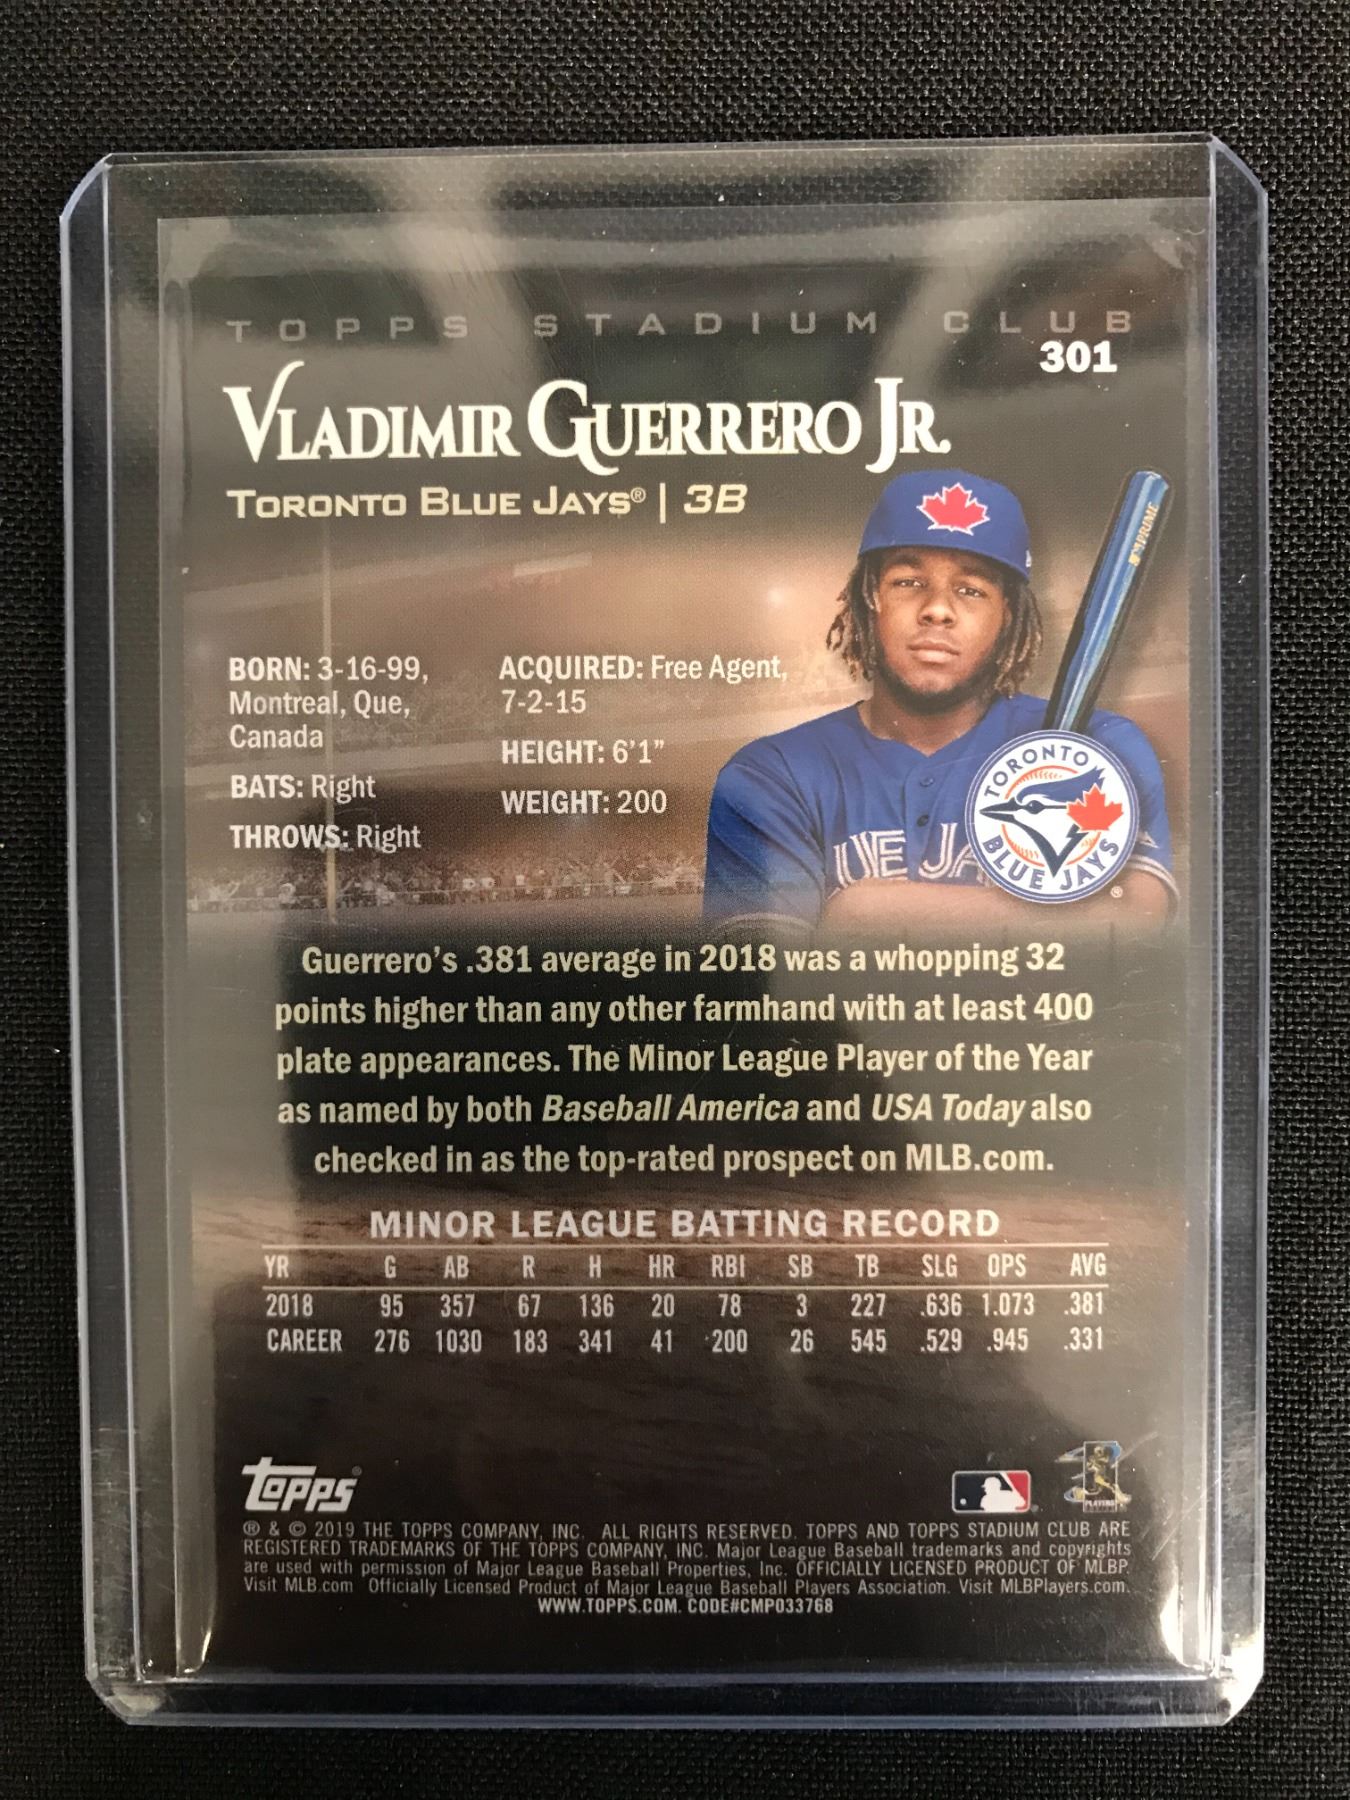 TOPPS STADIUM CLUB
301
VLADIMIR GUERRERO JR.
TORONTO BLUE JAYS® | 3B
PRIME
BORN: 3-16-99,
Montreal, Que,
Canada
BATS: Right
THROWS: Right
ACQUIRED: Free Agent,
7-2-15
HEIGHT: 6'1"
WEIGHT: 200
UE JA
TORONTO
BLUE JAYS
®
Guerrero's .381 average in 2018 was a whopping 32
points higher than any other farmhand with at least 400
plate appearances. The Minor League Player of the Year
as named by both Baseball America and USA Today also
checked in as the top-rated prospect on MLB.com.
MINOR LEAGUE BATTING RECORD
YR G AB R H HR RBI SB TB SLG OPS AVG
2018 95 357 67 136 20 78 3 227 .636 1.073 .381
CAREER 276 1030 183 341 41 200 26 545 .529 .945 .331
TOPPS®
PLAYERS
® & © 2019 THE TOPPS COMPANY, INC. ALL RIGHTS RESERVED. TOPPS AND TOPPS STADIUM CLUB ARE
REGISTERED TRADEMARKS OF THE TOPPS COMPANY, INC. Major League Baseball trademarks and copyrights
are used with permission of Major League Baseball Properties, Inc. OFFICIALLY LICENSED PRODUCT OF MLBP.
Visit MLB.com Officially Licensed Product of Major League Baseball Players Association. Visit MLBPlayers.com.
WWW.TOPPS.COM. CODE#CMP033768